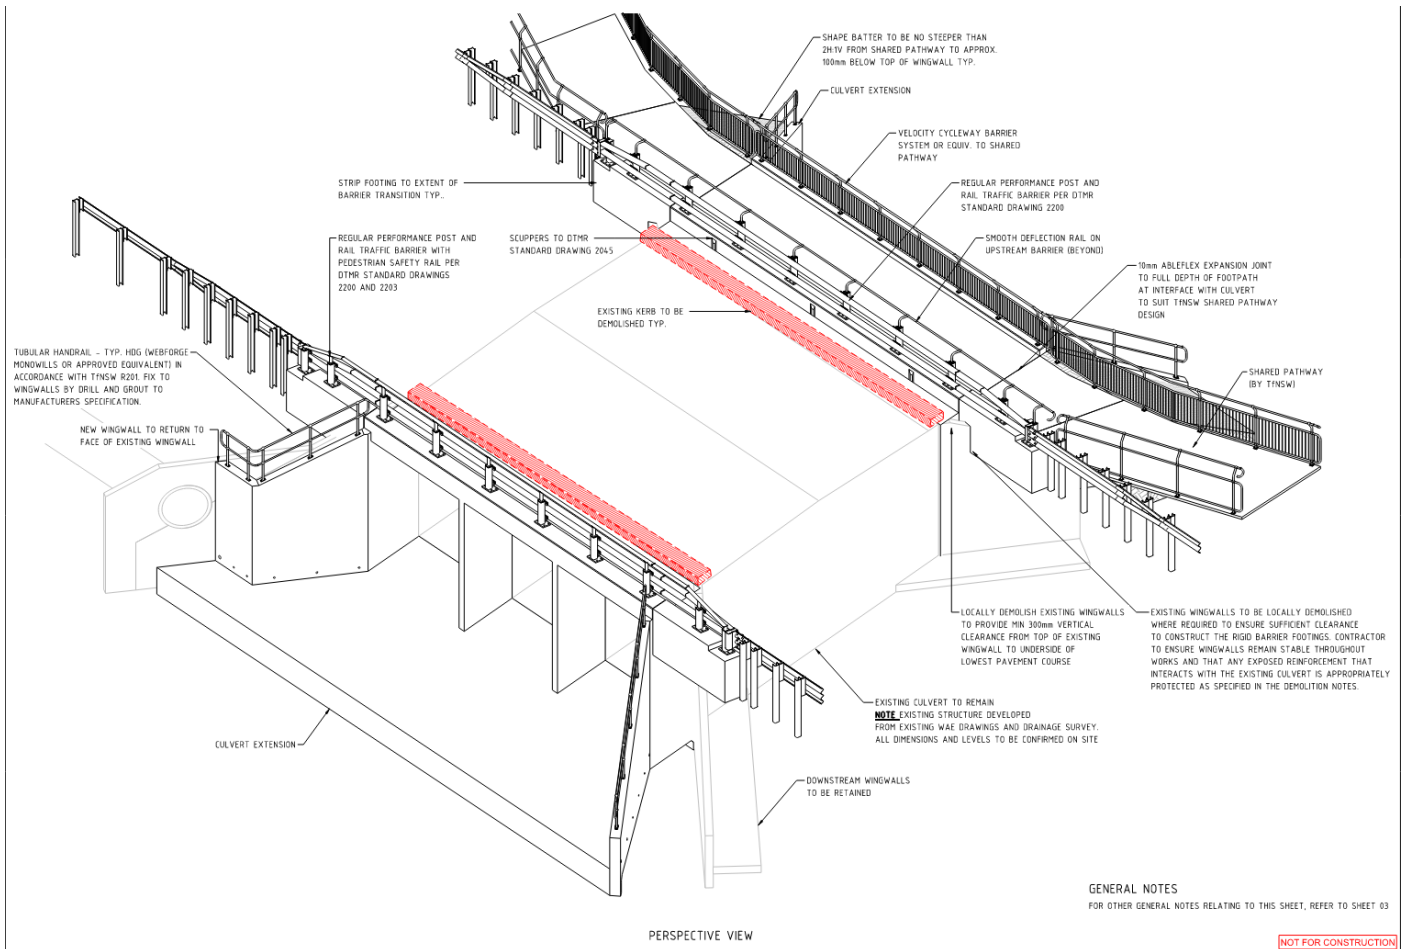 SHAPE BATTER TO BE NO STEEPER THAN
2H:1V FROM SHARED PATHWAY TO APPROX.
100mm BELOW TOP OF WINGWALL TYP.
CULVERT EXTENSION
VELOCITY CYCLEWAY BARRIER
SYSTEM OR EQUIV. TO SHARED
PATHWAY
STRIP FOOTING TO EXTENT OF
BARRIER TRANSITION TYP..
REGULAR PERFORMANCE POST AND
RAIL TRAFFIC BARRIER PER DTMR
STANDARD DRAWING 2200
REGULAR PERFORMANCE POST AND
RAIL TRAFFIC BARRIER WITH
PEDESTRIAN SAFETY RAIL PER
DTMR STANDARD DRAWINGS
2200 AND 2203
SCUPPERS TO DTMR
STANDARD DRAWING 2045
SMOOTH DEFLECTION RAIL ON
UPSTREAM BARRIER (BEYOND)
10mm ABLEFLEX EXPANSION JOINT
TO FULL DEPTH OF FOOTPATH
AT INTERFACE WITH CULVERT
TO SUIT TfNSW SHARED PATHWAY
DESIGN
EXISTING KERB TO BE
DEMOLISHED TYP.
TUBULAR HANDRAIL - TYP. HDG (WEBFORGE
MONOWILLS OR APPROVED EQUIVALENT) IN
ACCORDANCE WITH TfNSW R201. FIX TO
WINGWALLS BY DRILL AND GROUT TO
MANUFACTURERS SPECIFICATION.
SHARED PATHWAY
(BY TfNSW)
NEW WINGWALL TO RETURN TO
FACE OF EXISTING WINGWALL
LOCALLY DEMOLISH EXISTING WINGWALLS
TO PROVIDE MIN 300mm VERTICAL
CLEARANCE FROM TOP OF EXISTING
WINGWALL TO UNDERSIDE OF
LOWEST PAVEMENT COURSE
EXISTING WINGWALLS TO BE LOCALLY DEMOLISHED
WHERE REQUIRED TO ENSURE SUFFICIENT CLEARANCE
TO CONSTRUCT THE RIGID BARRIER FOOTINGS. CONTRACTOR
TO ENSURE WINGWALLS REMAIN STABLE THROUGHOUT
WORKS AND THAT ANY EXPOSED REINFORCEMENT THAT
INTERACTS WITH THE EXISTING CULVERT IS APPROPRIATELY
PROTECTED AS SPECIFIED IN THE DEMOLITION NOTES.
EXISTING CULVERT TO REMAIN
NOTE EXISTING STRUCTURE DEVELOPED
FROM EXISTING WAE DRAWINGS AND DRAINAGE SURVEY.
ALL DIMENSIONS AND LEVELS TO BE CONFIRMED ON SITE
CULVERT EXTENSION
DOWNSTREAM WINGWALLS
TO BE RETAINED
GENERAL NOTES
FOR OTHER GENERAL NOTES RELATING TO THIS SHEET, REFER TO SHEET 03
PERSPECTIVE VIEW
NOT FOR CONSTRUCTION